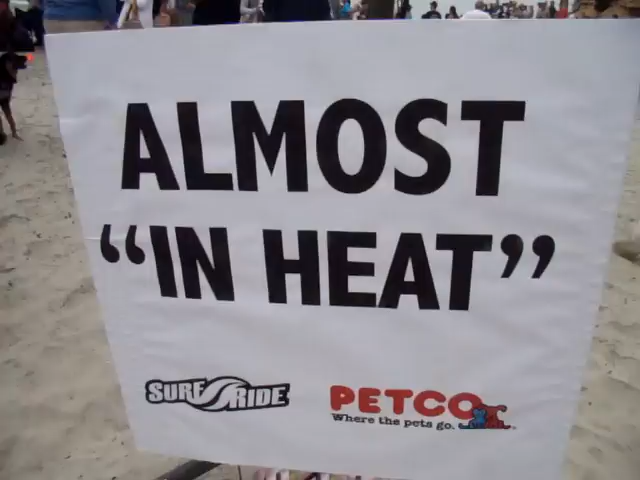 ALMOST
“IN HEAT”
SURF RIDE
PETCO
Where the pets go.